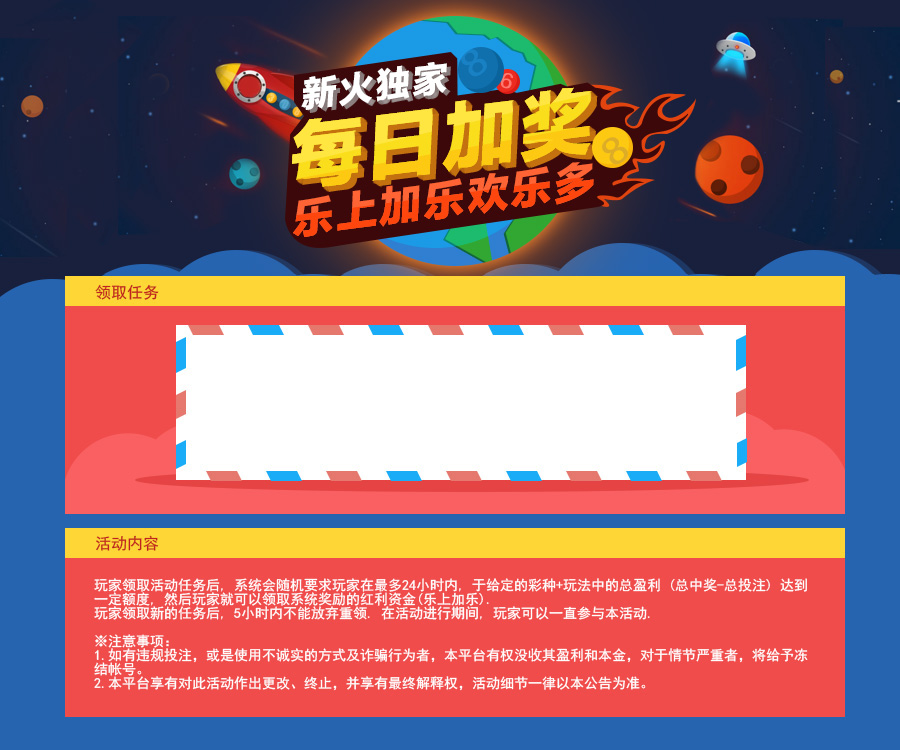 新火独家
每日加奖
乐上加乐欢乐多
8
6
8
领取任务
活动内容
玩家领取活动任务后, 系统会随机要求玩家在最多24小时内, 于给定的彩种+玩法中的总盈利 (总中奖-总投注) 达到
一定额度, 然后玩家就可以领取系统奖励的红利资金(乐上加乐).
玩家领取新的任务后, 5小时内不能放弃重领. 在活动进行期间, 玩家可以一直参与本活动.
※注意事项:
1.如有违规投注，或是使用不诚实的方式及诈骗行为者，本平台有权没收其盈利和本金，对于情节严重者，将给予冻
结帐号。
2.本平台享有对此活动作出更改、终止，并享有最终解释权，活动细节一律以本公告为准。